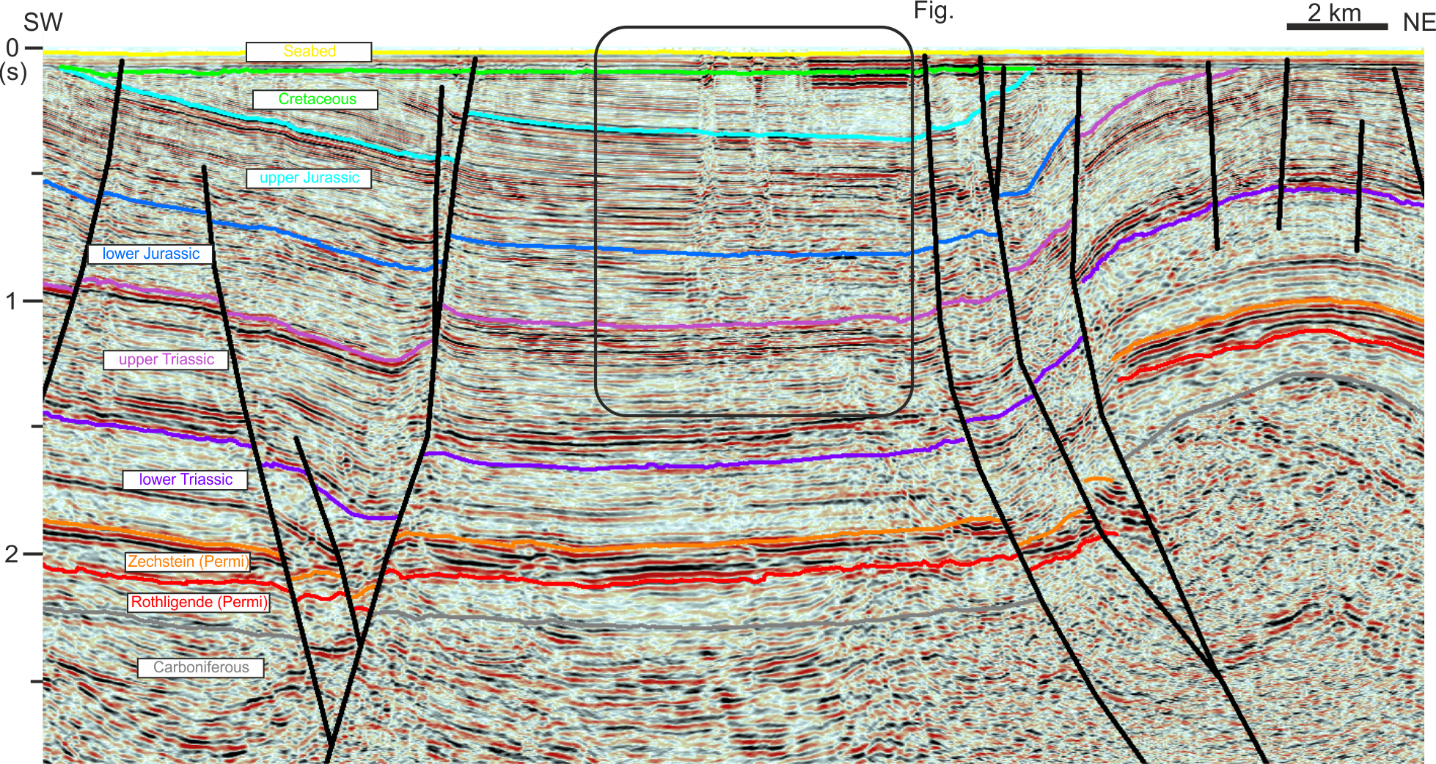 SW
Fig.
2 km
NE
0
(s)
Seabed
Cretaceous
upper Jurassic
lower Jurassic
1
upper Triassic
lower Triassic
2
Zechstein (Permi)
Rothligende (Permi)
Carboniferous